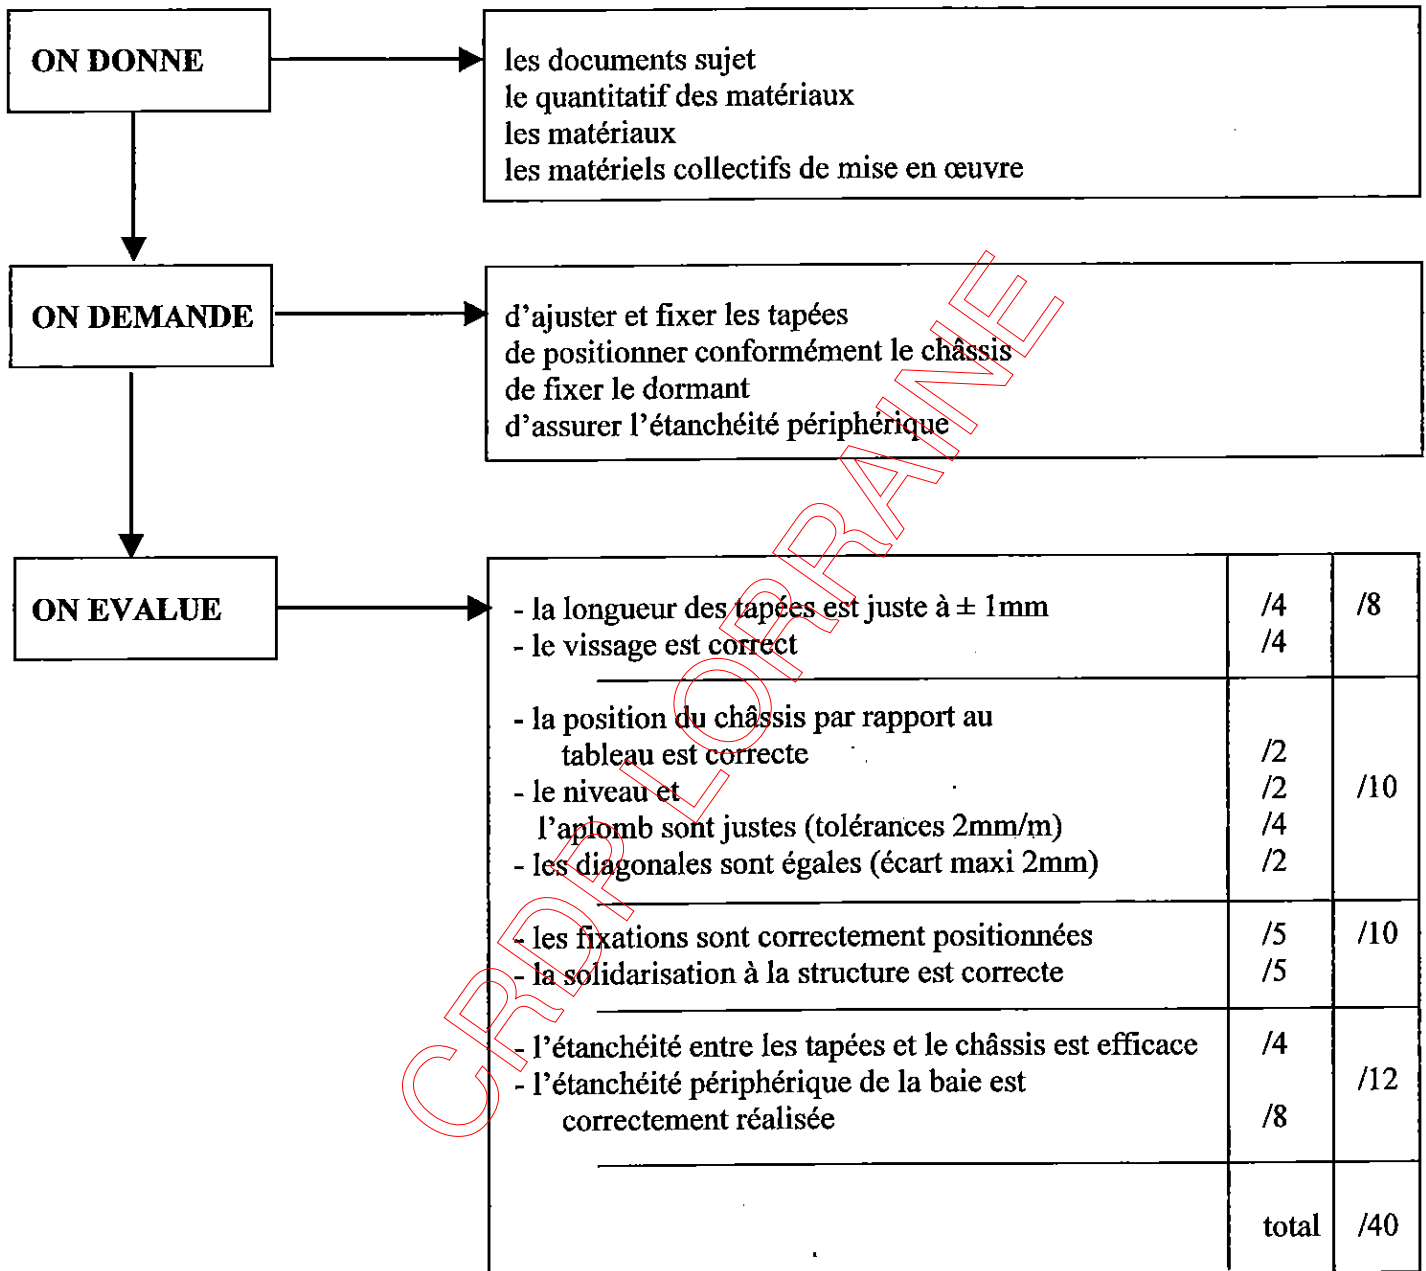 ON DONNE
les documents sujet
le quantitatif des matériaux
les matériaux
les matériels collectifs de mise en œuvre
ON DEMANDE
d'ajuster et fixer les tapées
de positionner conformément le châssis
de fixer le dormant
d'assurer l'étanchéité périphérique
ON EVALUE
- la longueur des tapées est juste à ± 1mm /4 /8
- le vissage est correct /4
- la position du châssis par rapport au
tableau est correcte /2
- le niveau et /2 /10
l'aplomb sont justes (tolérances 2mm/m) /4
- les diagonales sont égales (écart maxi 2mm) /2
- les fixations sont correctement positionnées /5 /10
- la solidarisation à la structure est correcte /5
- l'étanchéité entre les tapées et le châssis est efficace /4
- l'étanchéité périphérique de la baie est /12
correctement réalisée /8
total /40
CRDP LORRAINE